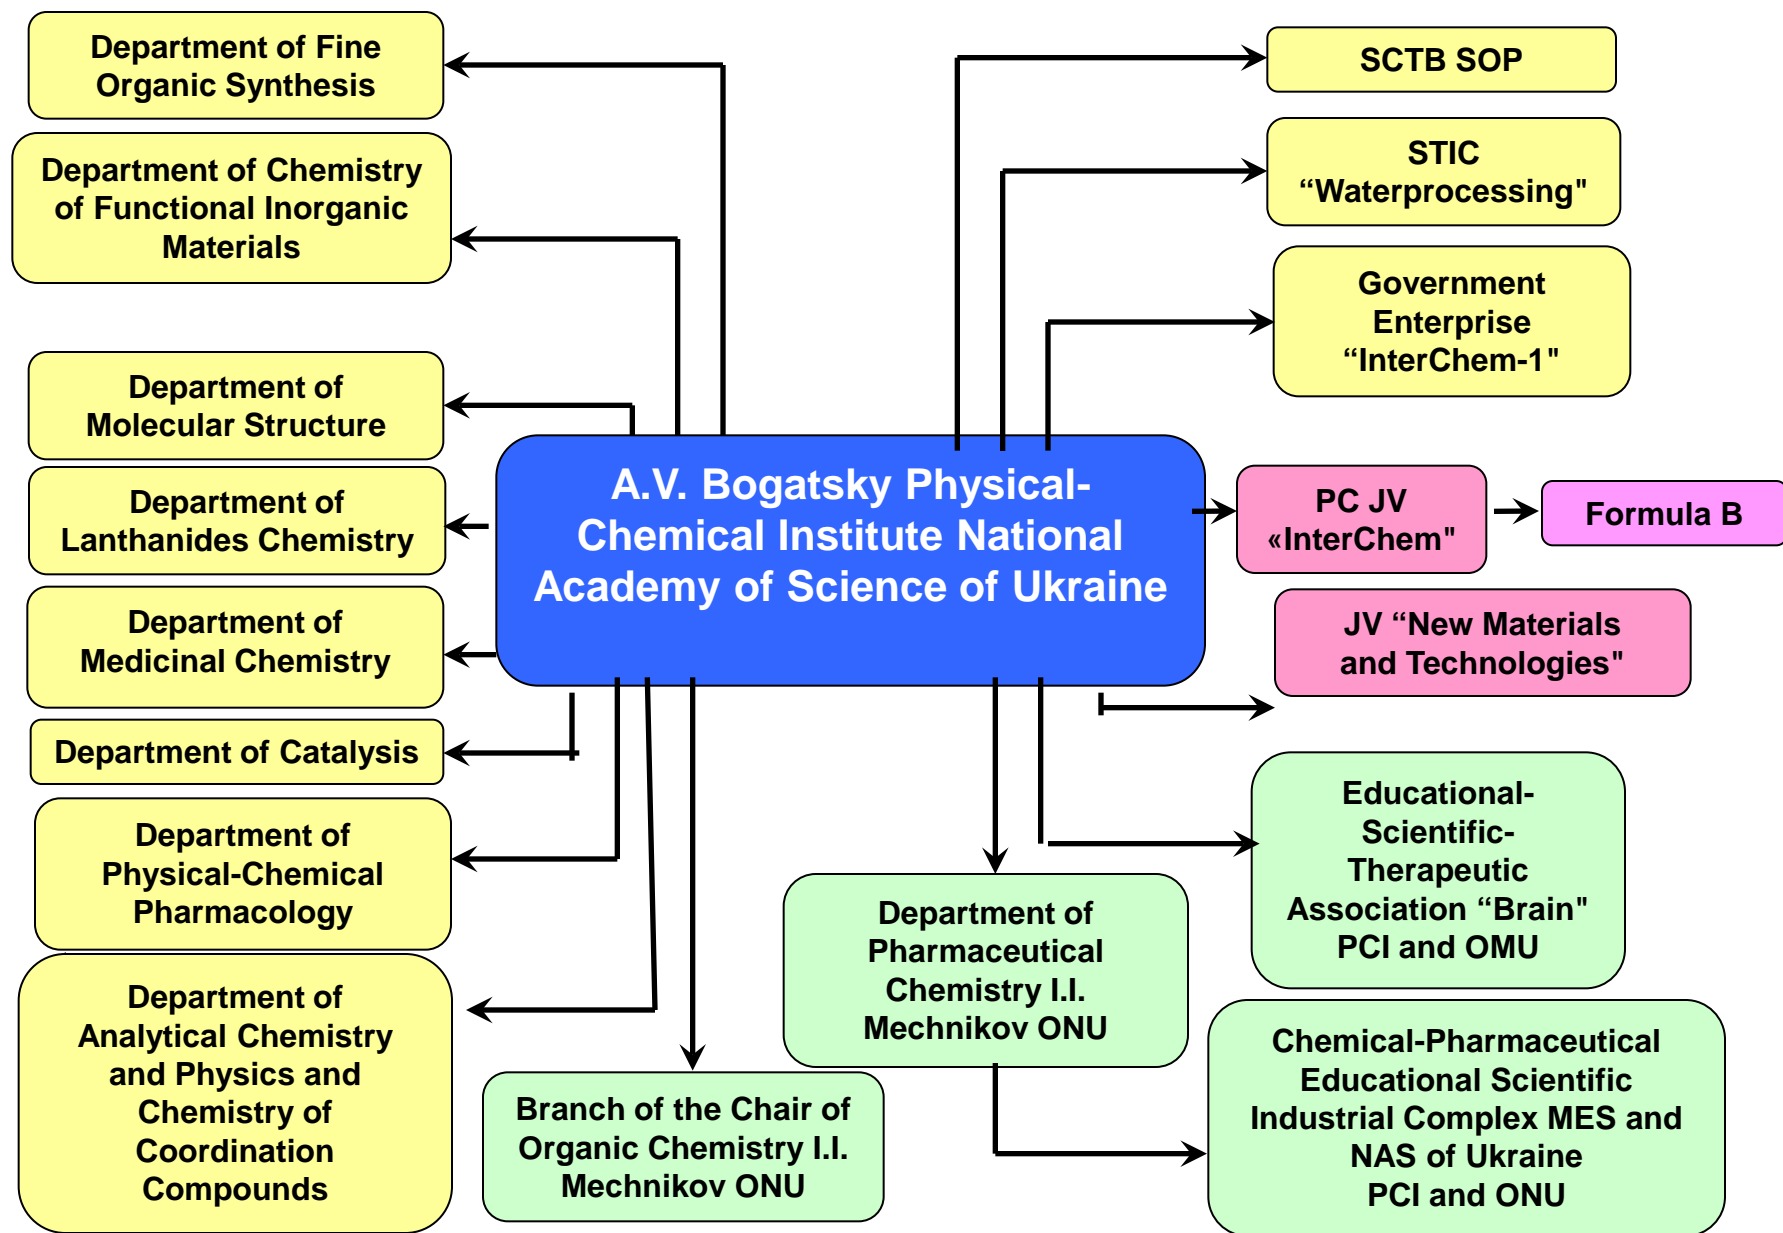 Department of Fine
Organic Synthesis
Department of Chemistry
of Functional Inorganic
Materials
Department of
Molecular Structure
Department of
Lanthanides Chemistry
Department of
Medicinal Chemistry
Department of Catalysis
Department of
Physical-Chemical
Pharmacology
Department of
Analytical Chemistry
and Physics and
Chemistry of
Coordination
Compounds
A.V. Bogatsky Physical-
Chemical Institute National
Academy of Science of Ukraine
Branch of the Chair of
Organic Chemistry I.I.
Mechnikov ONU
Department of
Pharmaceutical
Chemistry I.I.
Mechnikov ONU
SCTB SOP
STIC
“Waterprocessing"
Government
Enterprise
“InterChem-1"
PC JV
«InterChem"
Formula B
JV “New Materials
and Technologies"
Educational-
Scientific-
Therapeutic
Association “Brain"
PCI and OMU
Chemical-Pharmaceutical
Educational Scientific
Industrial Complex MES and
NAS of Ukraine
PCI and ONU